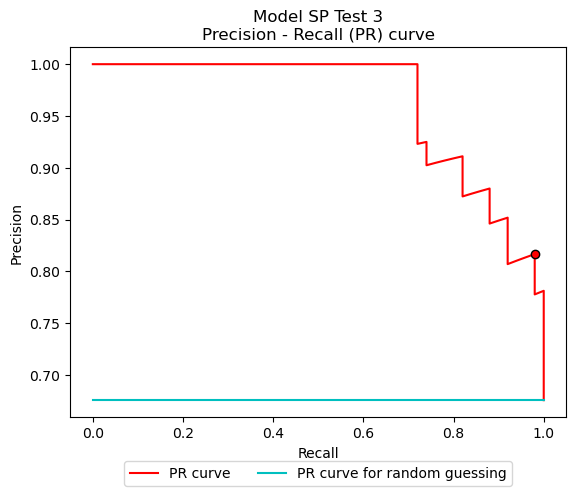 Model SP Test 3
Precision - Recall (PR) curve
1.00
0.95
0.90
0.85
0.80
0.75
0.70
Precision
0.0 0.2 0.4 0.6 0.8 1.0
Recall
PR curve PR curve for random guessing